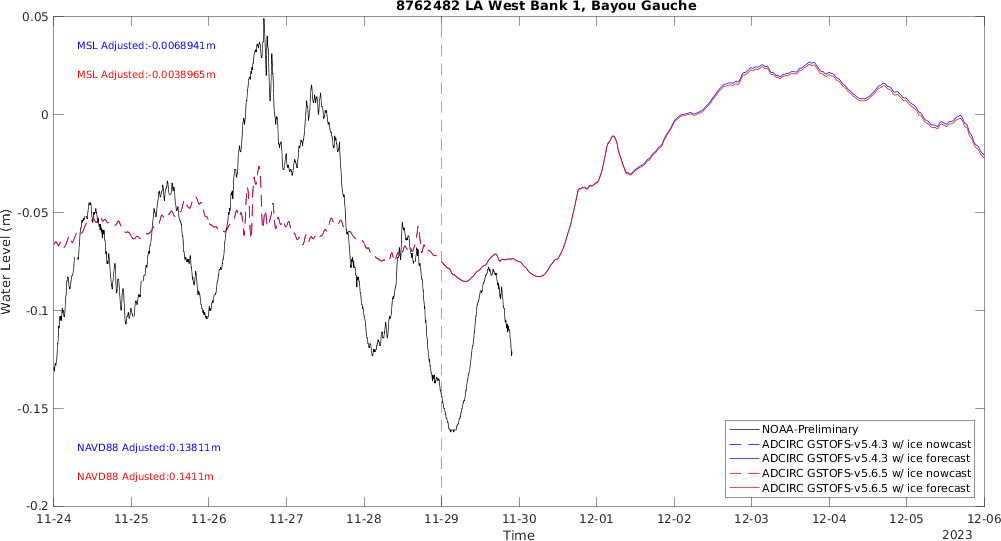 8762482 LA West Bank 1, Bayou Gauche
0.05
0
-0.05
-0.1
-0.15
-0.2
Water Level (m)
MSL Adjusted:-0.0068941m
MSL Adjusted:-0.0038965m
NAVD88 Adjusted:0.13811m
NAVD88 Adjusted:0.1411m
NOAA-Preliminary
ADCIRC GSTOFS-v5.4.3 w/ ice nowcast
ADCIRC GSTOFS-v5.4.3 w/ ice forecast
ADCIRC GSTOFS-v5.6.5 w/ ice nowcast
ADCIRC GSTOFS-v5.6.5 w/ ice forecast
11-24 11-25 11-26 11-27 11-28 11-29 11-30 12-01 12-02 12-03 12-04 12-05 12-06
Time
2023